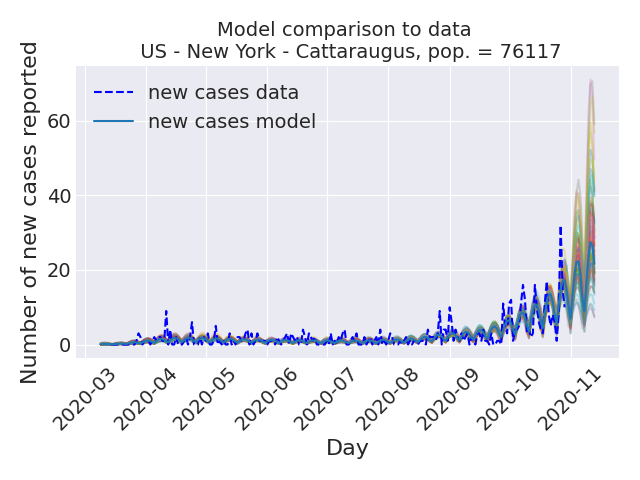 Model comparison to data
US - New York - Cattaraugus, pop. = 76117
Number of new cases reported
60
40
20
0
new cases data
new cases model
2020-03
2020-04
2020-05
2020-06
2020-07
2020-08
2020-09
2020-10
2020-11
Day